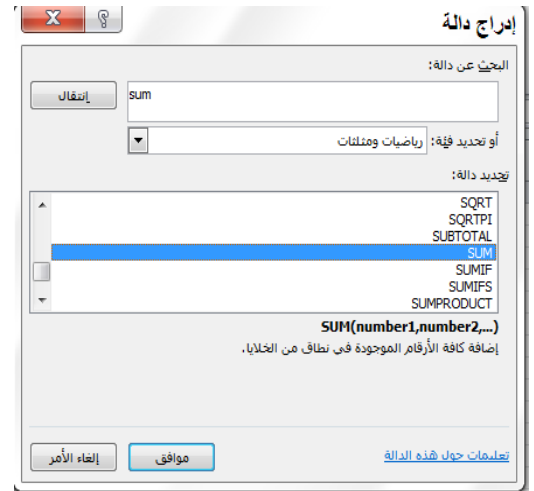 إدراج دالة
البحث عن دالة:
sum
إنتقال
أو تحديد فئة: رياضيات ومثلثات
تحديد دالة:
SQRT
SQRTPI
SUBTOTAL
SUM
SUMIF
SUMIFS
SUMPRODUCT
SUM(number1,number2,...)
إضافة كافة الأرقام الموجودة في نطاق من الخلايا.
تعليمات حول هذه الدالة
موافق
إلغاء الأمر